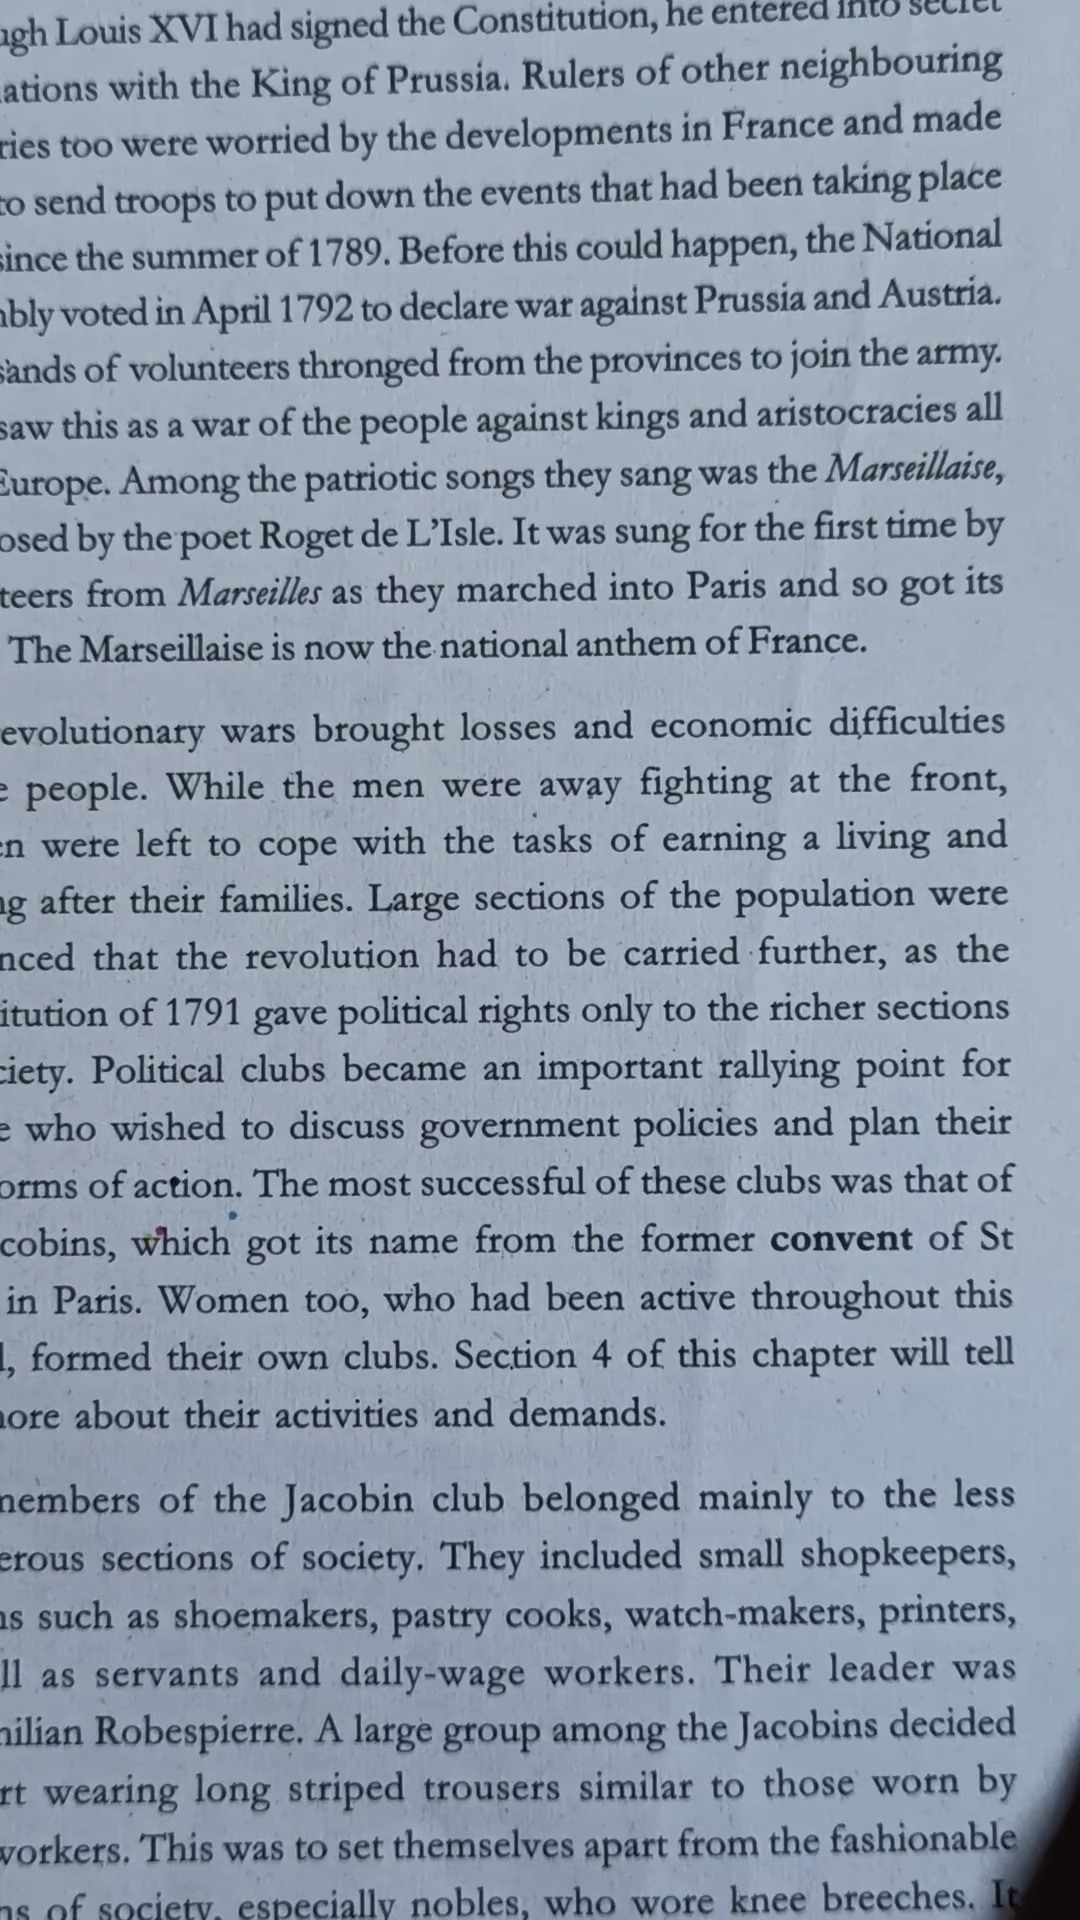 ugh Louis XVI had signed the Constitution, he entered into secret
ations with the King of Prussia. Rulers of other neighbouring
ries too were worried by the developments in France and made
to send troops to put down the events that had been taking place
since the summer of 1789. Before this could happen, the National
bly voted in April 1792 to declare war against Prussia and Austria.
sands of volunteers thronged from the provinces to join the army.
saw this as a war of the people against kings and aristocracies all
Europe. Among the patriotic songs they sang was the Marseillaise,
osed by the poet Roget de L'Isle. It was sung for the first time by
teers from Marseilles as they marched into Paris and so got its
The Marseillaise is now the national anthem of France.
evolutionary wars brought losses and economic difficulties
e people. While the men were away fighting at the front,
en were left to cope with the tasks of earning a living and
ng after their families. Large sections of the population were
nced that the revolution had to be carried further, as the
itution of 1791 gave political rights only to the richer sections
ciety. Political clubs became an important rallying point for
e who wished to discuss government policies and plan their
orms of action. The most successful of these clubs was that of
cobins, which got its name from the former convent of St
in Paris. Women too, who had been active throughout this
, formed their own clubs. Section 4 of this chapter will tell
ore about their activities and demands.
members of the Jacobin club belonged mainly to the less
erous sections of society. They included small shopkeepers,
ns such as shoemakers, pastry cooks, watch-makers, printers,
ll as servants and daily-wage workers. Their leader was
milian Robespierre. A large group among the Jacobins decided
rt wearing long striped trousers similar to those worn by
workers. This was to set themselves apart from the fashionable
ns of society, especially nobles, who wore knee breeches. It